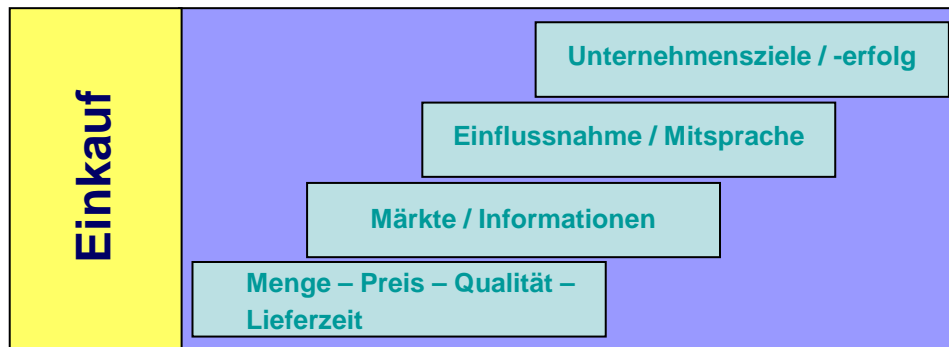 Einkauf
Unternehmensziele / -erfolg
Einflussnahme / Mitsprache
Märkte / Informationen
Menge – Preis – Qualität –
Lieferzeit